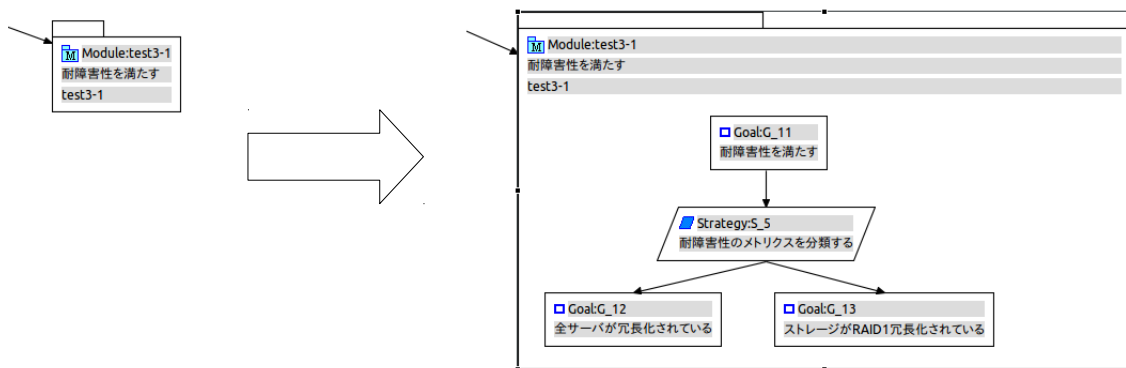 M Module:test3-1
耐障害性を満たす
test3-1
M Module:test3-1
耐障害性を満たす
test3-1
Goal:G_11
耐障害性を満たす
Strategy:S_5
耐障害性のメトリクスを分類する
Goal:G_12
全サーバが冗長化されている
Goal:G_13
ストレージがRAID1冗長化されている